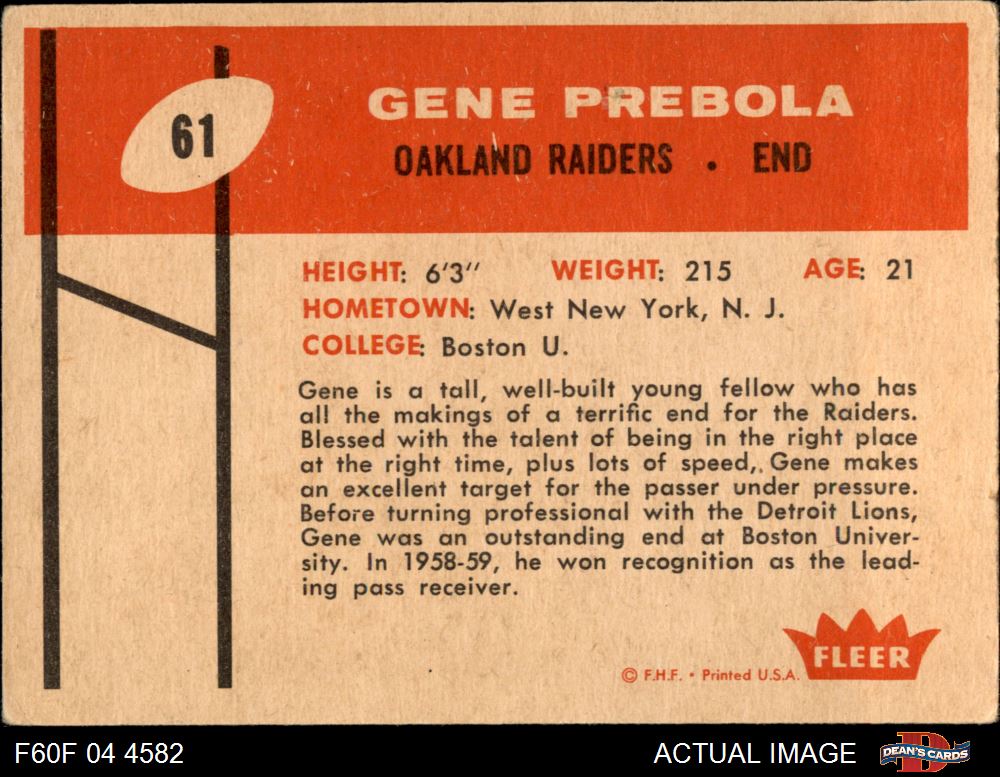 61
GENE PREBOLA
OAKLAND RAIDERS • END
HEIGHT: 6'3" WEIGHT: 215 AGE: 21
HOMETOWN: West New York, N. J.
COLLEGE: Boston U.
Gene is a tall, well-built young fellow who has
all the makings of a terrific end for the Raiders.
Blessed with the talent of being in the right place
at the right time, plus lots of speed,. Gene makes
an excellent target for the passer under pressure.
Before turning professional with the Detroit Lions,
Gene was an outstanding end at Boston Univer-
sity. In 1958-59, he won recognition as the lead-
ing pass receiver.
FLEER
© F.H.F. • Printed U.S.A.
F60F 04 4582 ACTUAL IMAGE DEAN'S CARDS